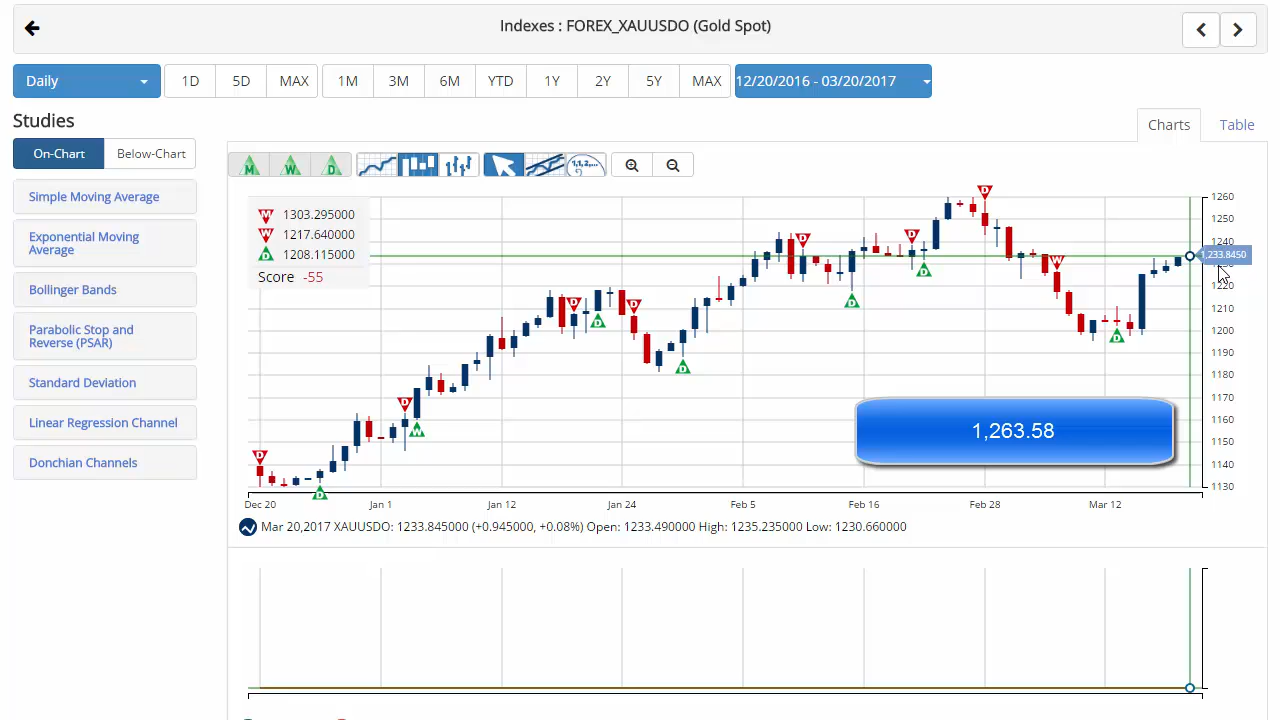 Indexes : FOREX_XAUUSDO (Gold Spot)
Daily 1D 5D MAX 1M 3M 6M YTD 1Y 2Y 5Y MAX 12/20/2016 - 03/20/2017
Studies
Charts Table
On-Chart Below-Chart
M W D
Simple Moving Average
Exponential Moving
Average
Bollinger Bands
Parabolic Stop and
Reverse (PSAR)
Standard Deviation
Linear Regression Channel
Donchian Channels
M 1303.295000
W 1217.640000
D 1208.115000
Score -55
D D D D D D D D D D D D D W W D D
1260
1250
1240
1,233.8450
1230
1220
1210
1200
1190
1180
1170
1160
1150
1140
1130
1,263.58
Dec 20 Jan 1 Jan 12 Jan 24 Feb 5 Feb 16 Feb 28 Mar 12
Mar 20,2017 XAUUSDO: 1233.845000 (+0.945000, +0.08%) Open: 1233.490000 High: 1235.235000 Low: 1230.660000